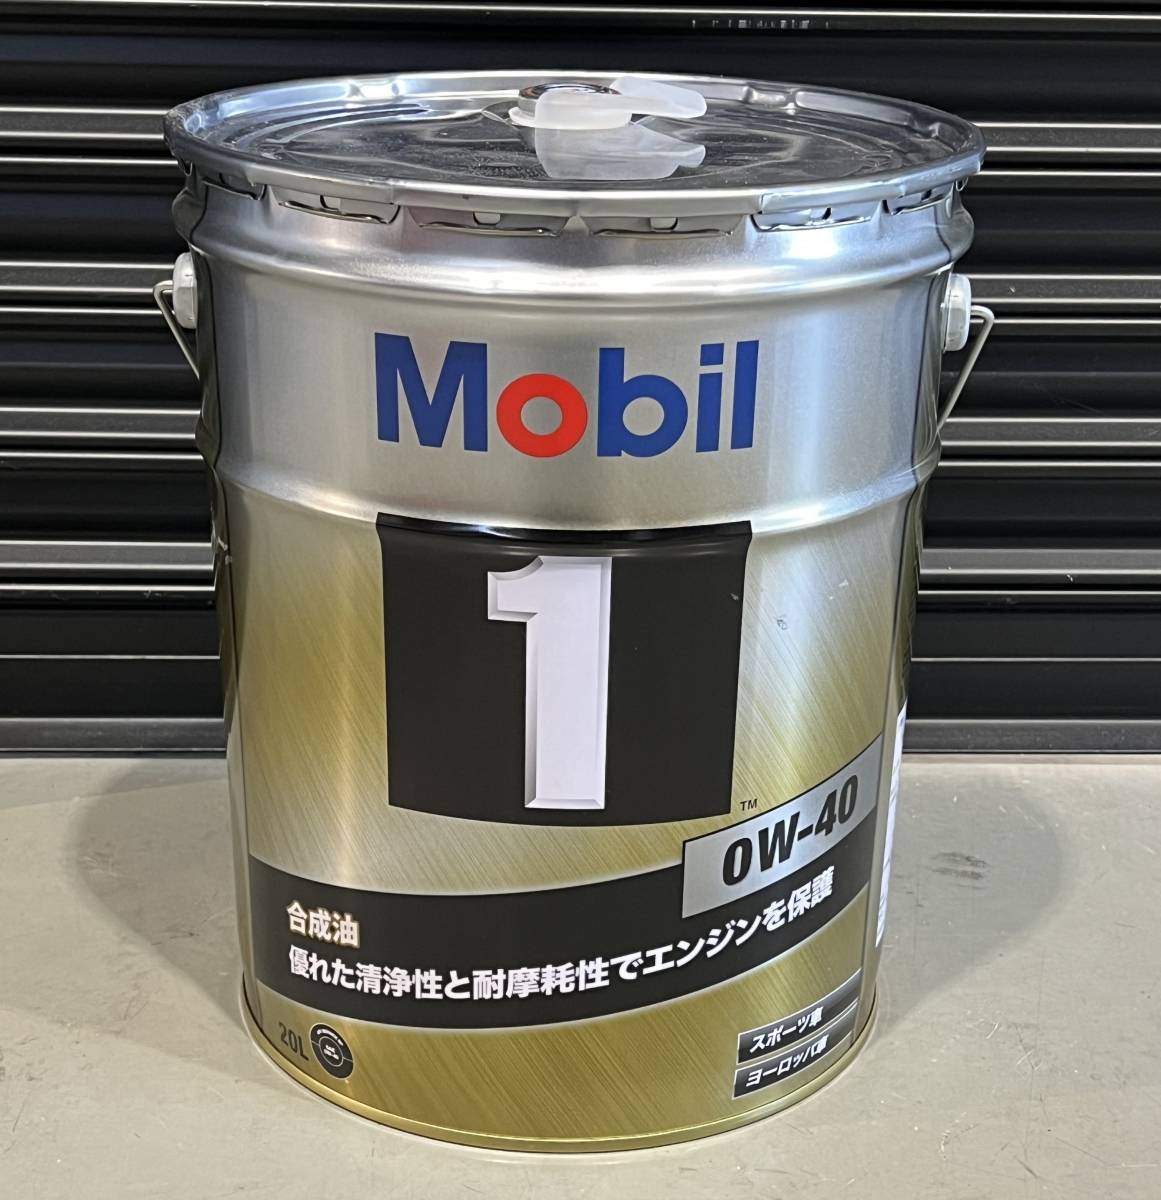 Mobil
1
™
0W-40
合成油
優れた清浄性と耐摩耗性でエンジンを保護
20L
スポーツ車
ヨーロッパ車